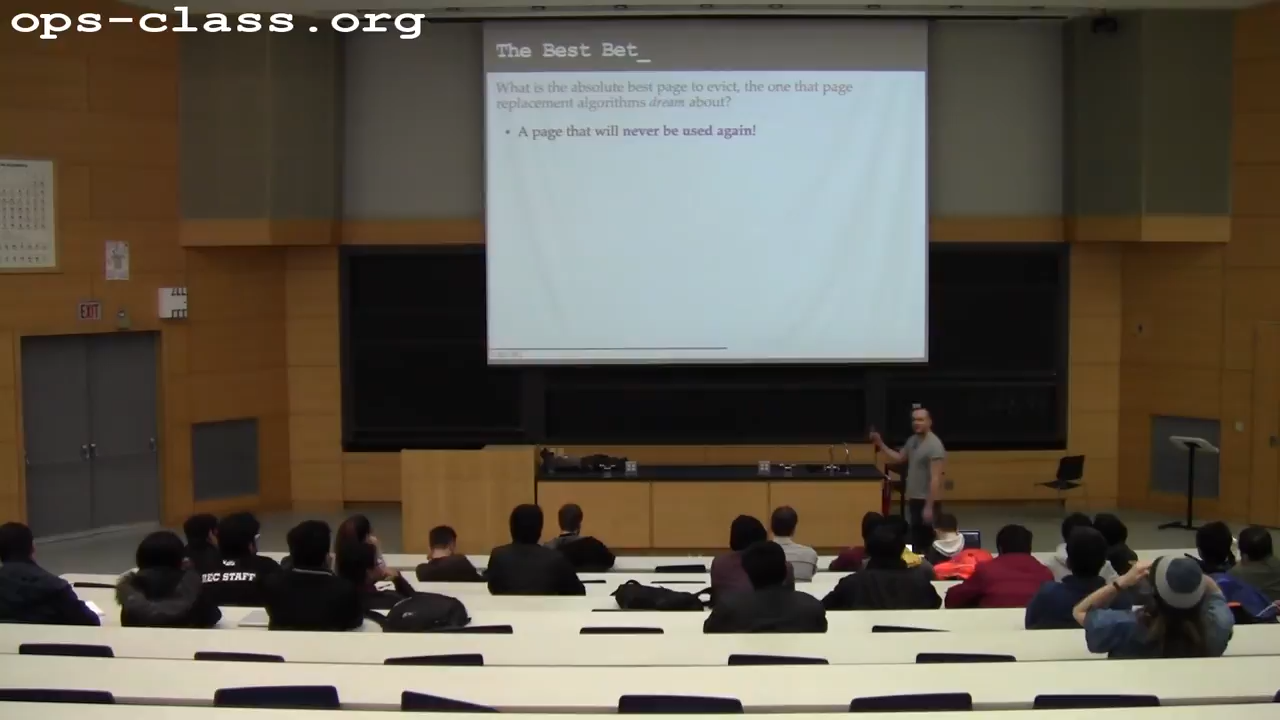 ops-class.org
The Best Bet_
What is the absolute best page to evict, the one that page
replacement algorithms dream about?
• A page that will never be used again!
EXIT
REC STAFF